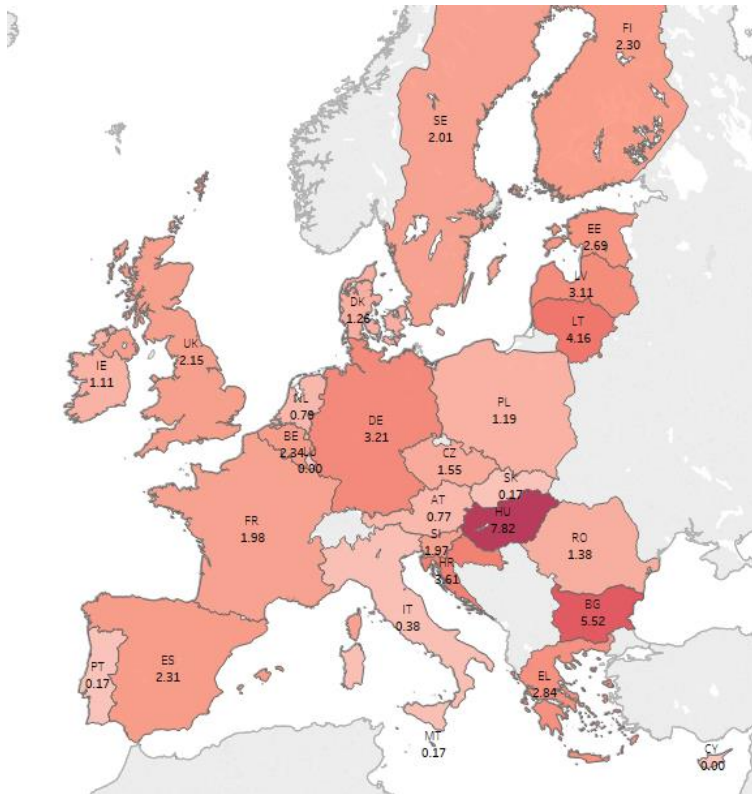 FI
2.30
SE
2.01
EE
2.69
LV
3.11
DK
1.26
LT
4.16
UK
2.15
IE
1.11
NL
0.79
PL
1.19
DE
3.21
BE
2.34
LU
0.00
CZ
1.55
SK
0.17
AT
0.77
HU
7.82
FR
1.98
SI
1.97
RO
1.38
HR
3.61
BG
5.52
IT
0.38
ES
2.31
PT
0.17
EL
2.84
MT
0.17
CY
0.00